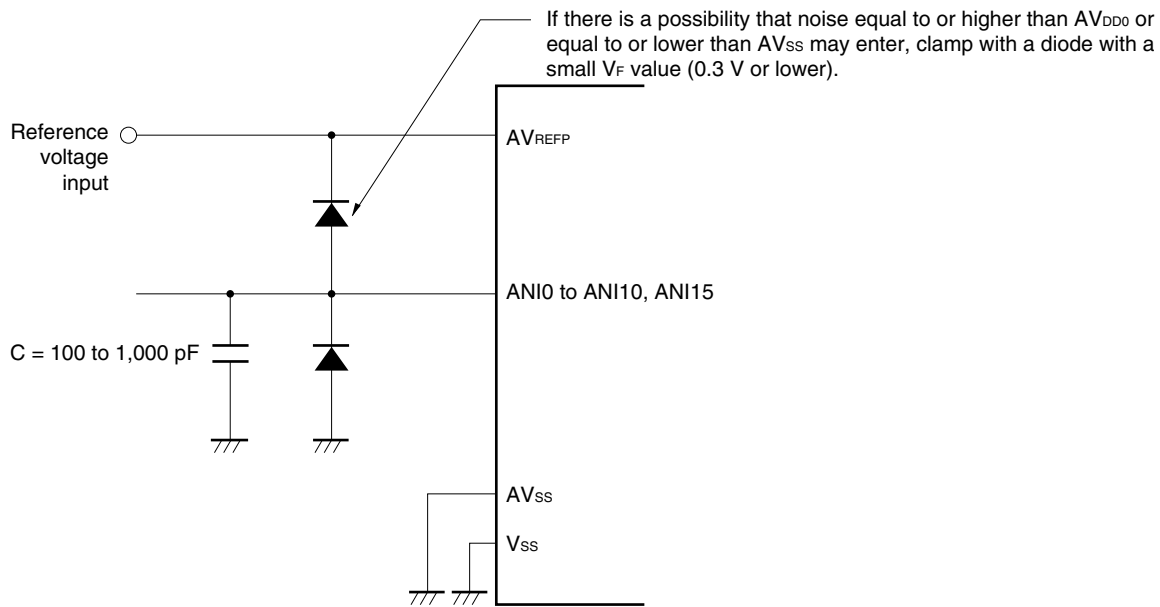 If there is a possibility that noise equal to or higher than AVDD0 or
equal to or lower than AVSS may enter, clamp with a diode with a
small VF value (0.3 V or lower).
Reference
voltage
input
AVREFP
ANI0 to ANI10, ANI15
C = 100 to 1,000 pF
AVSS
VSS